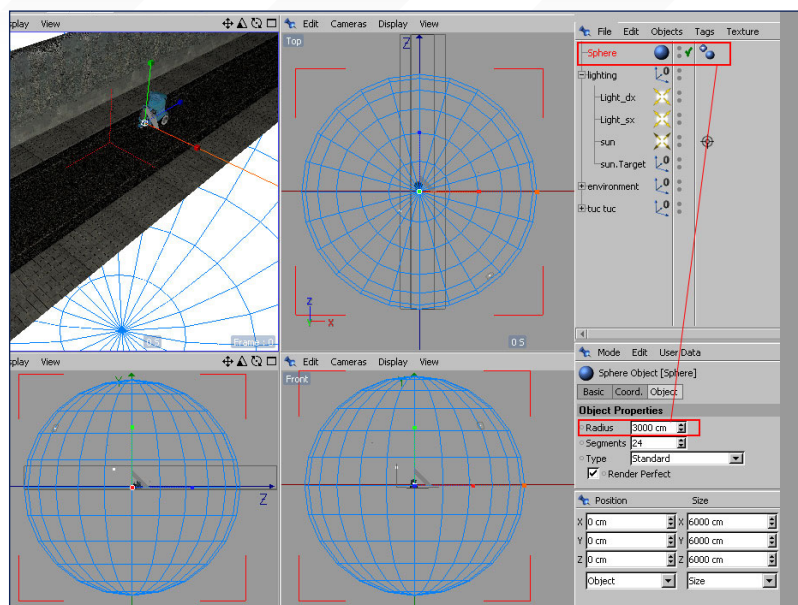 splay View
Edit Cameras Display View
File Edit Objects Tags Texture
Top
Z
Sphere
lighting
Light_dx
Light_sx
sun
sun.Target
environment
tuc tuc
Z
X
0 5
Frame : 0
0 5
splay View
Edit Cameras Display View
Mode Edit User Data
Front
Y
Y
Z
Sphere Object [Sphere]
Basic Coord. Object
Object Properties
Radius 3000 cm
Segments 24
Type Standard
Render Perfect
Position Size
X 0 cm X 6000 cm
Y 0 cm Y 6000 cm
Z 0 cm Z 6000 cm
Object Size